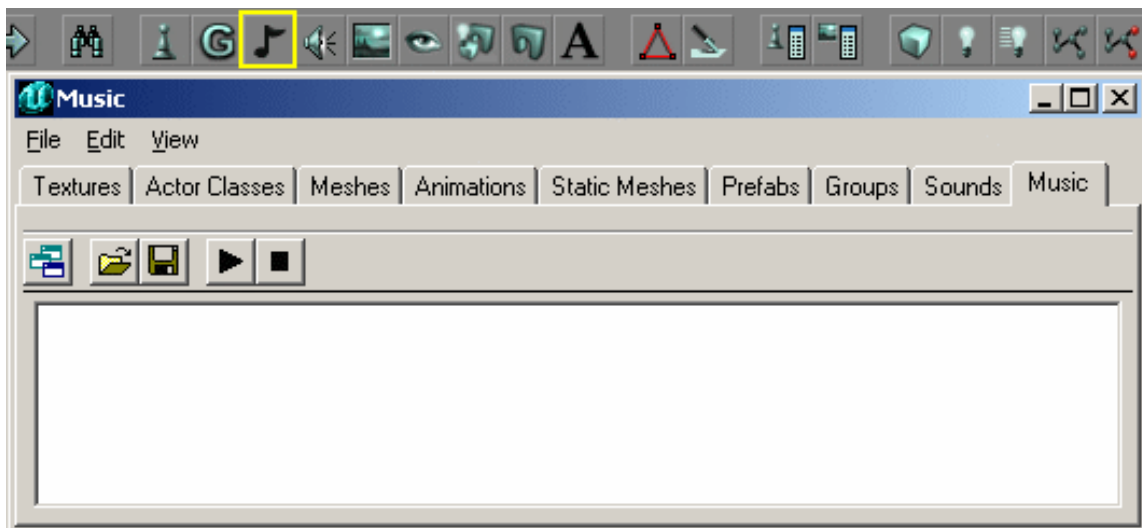 G A
Music
File Edit View
Textures Actor Classes Meshes Animations Static Meshes Prefabs Groups Sounds Music